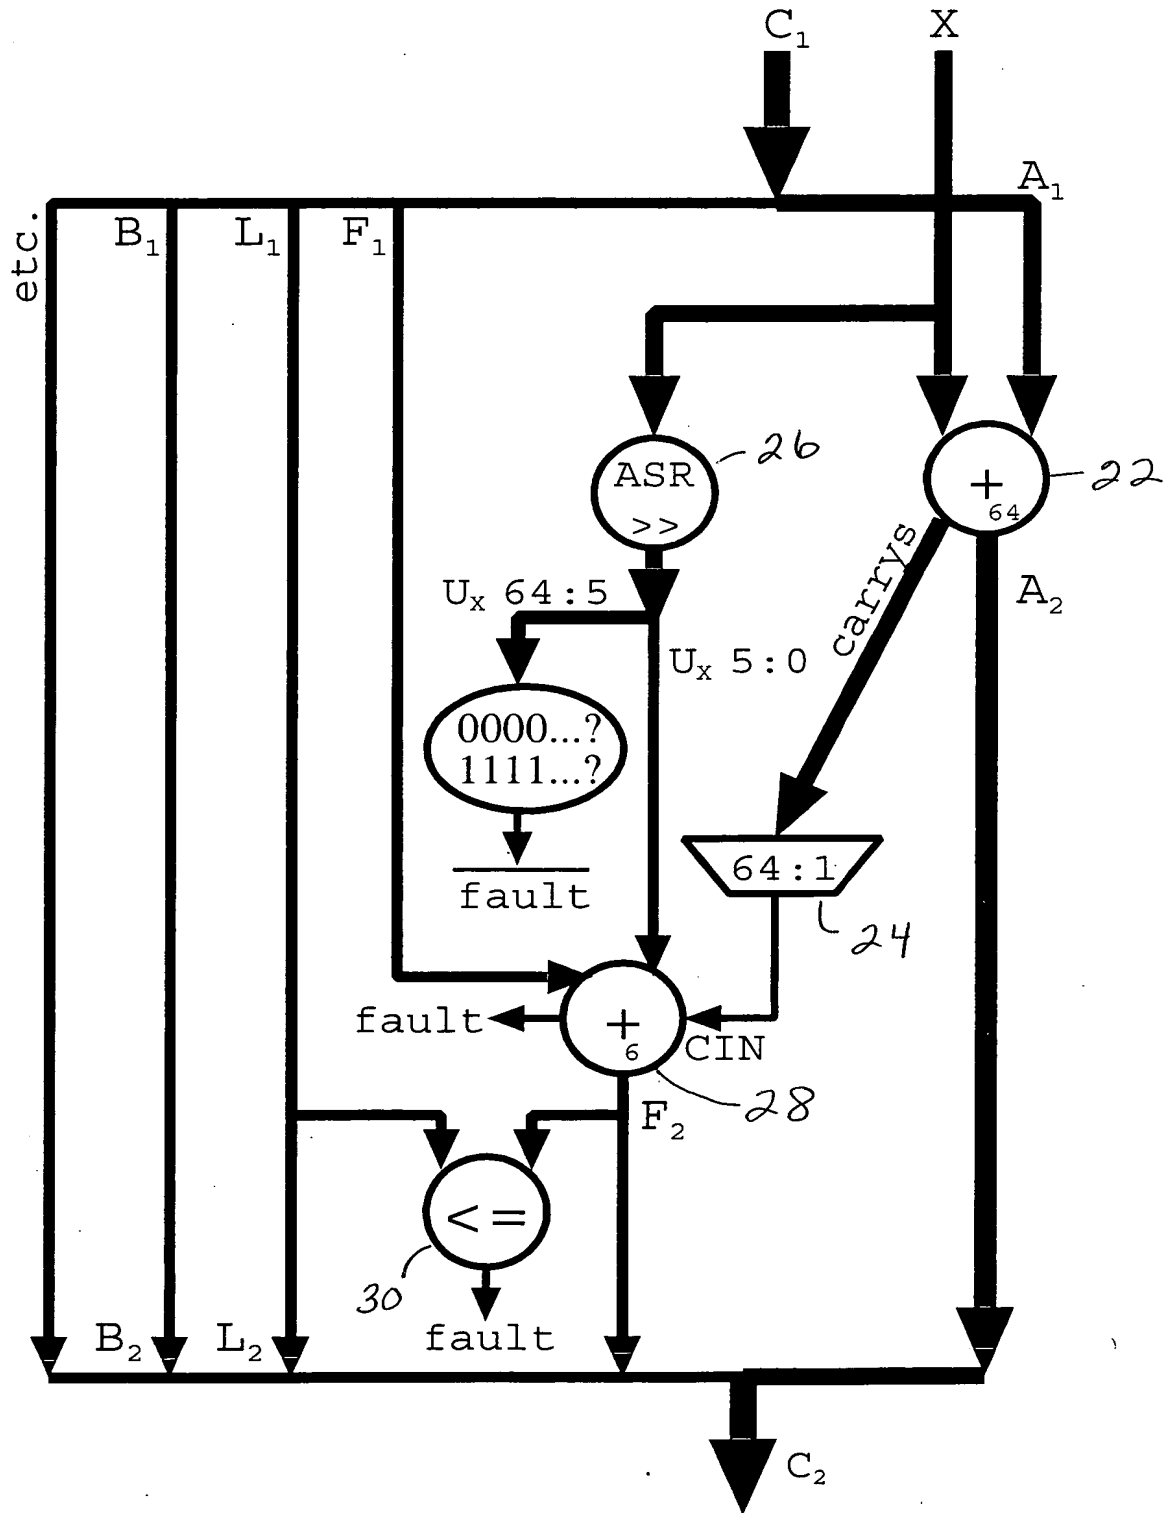 C₁ X
A₁
etc. B₁ L₁ F₁
ASR
>>
26
+
64
22
carrys
A₂
Uₓ 64:5
Uₓ 5:0
0000...?
1111...?
fault
64:1
24
fault
+
6
CIN
28
F₂
<=
30
fault
B₂ L₂
C₂